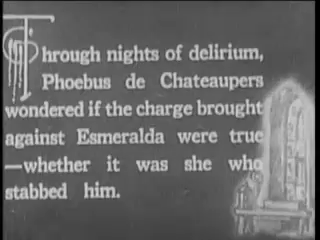 Through nights of delirium,
Phoebus de Chateaupers
wondered if the charge brought
against Esmeralda were true
—whether it was she who
stabbed him.